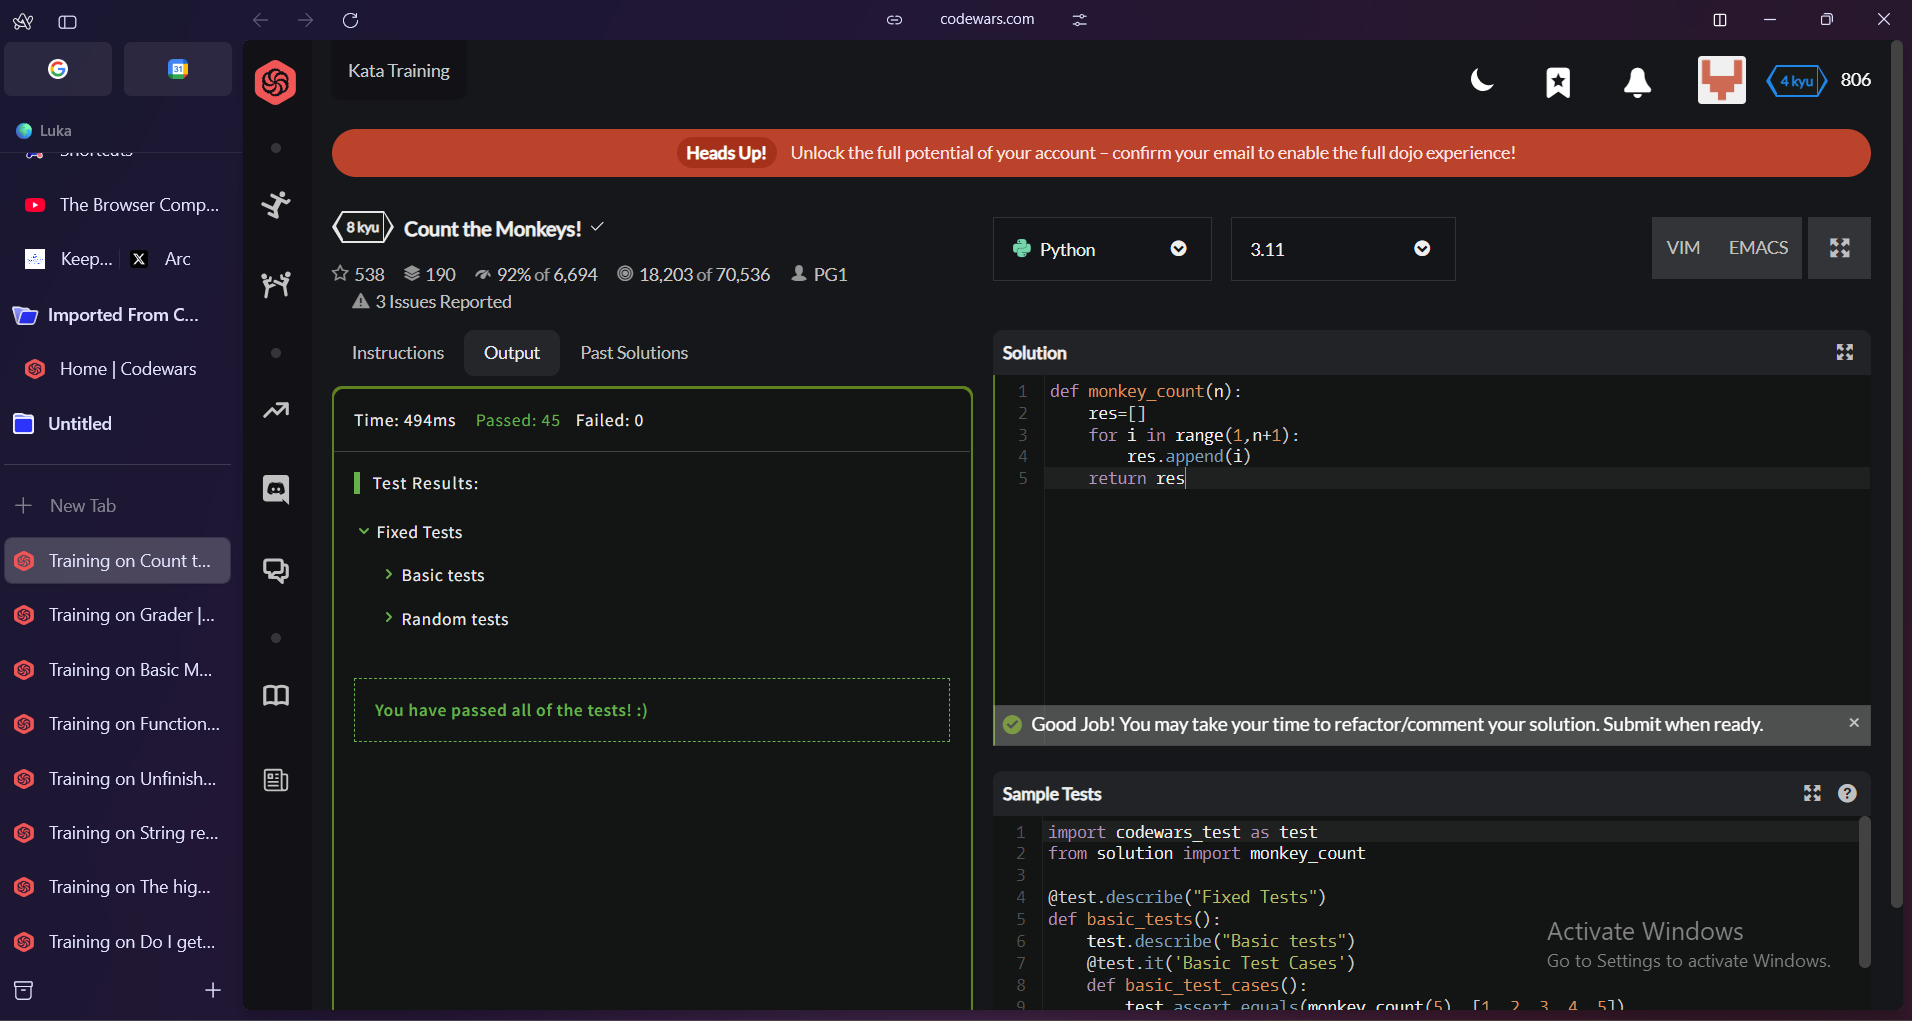 codewars.com
31
Luka
Shortcuts
The Browser Comp...
Keep...
Arc
Imported From C...
Home | Codewars
Untitled
New Tab
Training on Count t...
Training on Grader |...
Training on Basic M...
Training on Function...
Training on Unfinish...
Training on String re...
Training on The hig...
Training on Do I get...
Kata Training
4 kyu
806
Heads Up! Unlock the full potential of your account – confirm your email to enable the full dojo experience!
8 kyu Count the Monkeys!
538 190 92% of 6,694 18,203 of 70,536 PG1
3 Issues Reported
Python
3.11
VIM EMACS
Instructions Output Past Solutions
Time: 494ms Passed: 45 Failed: 0
Test Results:
Fixed Tests
Basic tests
Random tests
You have passed all of the tests! :)
Solution
1 def monkey_count(n):
2 res=[]
3 for i in range(1,n+1):
4 res.append(i)
5 return res
Good Job! You may take your time to refactor/comment your solution. Submit when ready.
Sample Tests
1 import codewars_test as test
2 from solution import monkey_count
3
4 @test.describe("Fixed Tests")
5 def basic_tests():
6 test.describe("Basic tests")
7 @test.it('Basic Test Cases')
8 def basic_test_cases():
9 test.assert_equals(monkey_count(5), [1, 2, 3, 4, 5])
Activate Windows
Go to Settings to activate Windows.